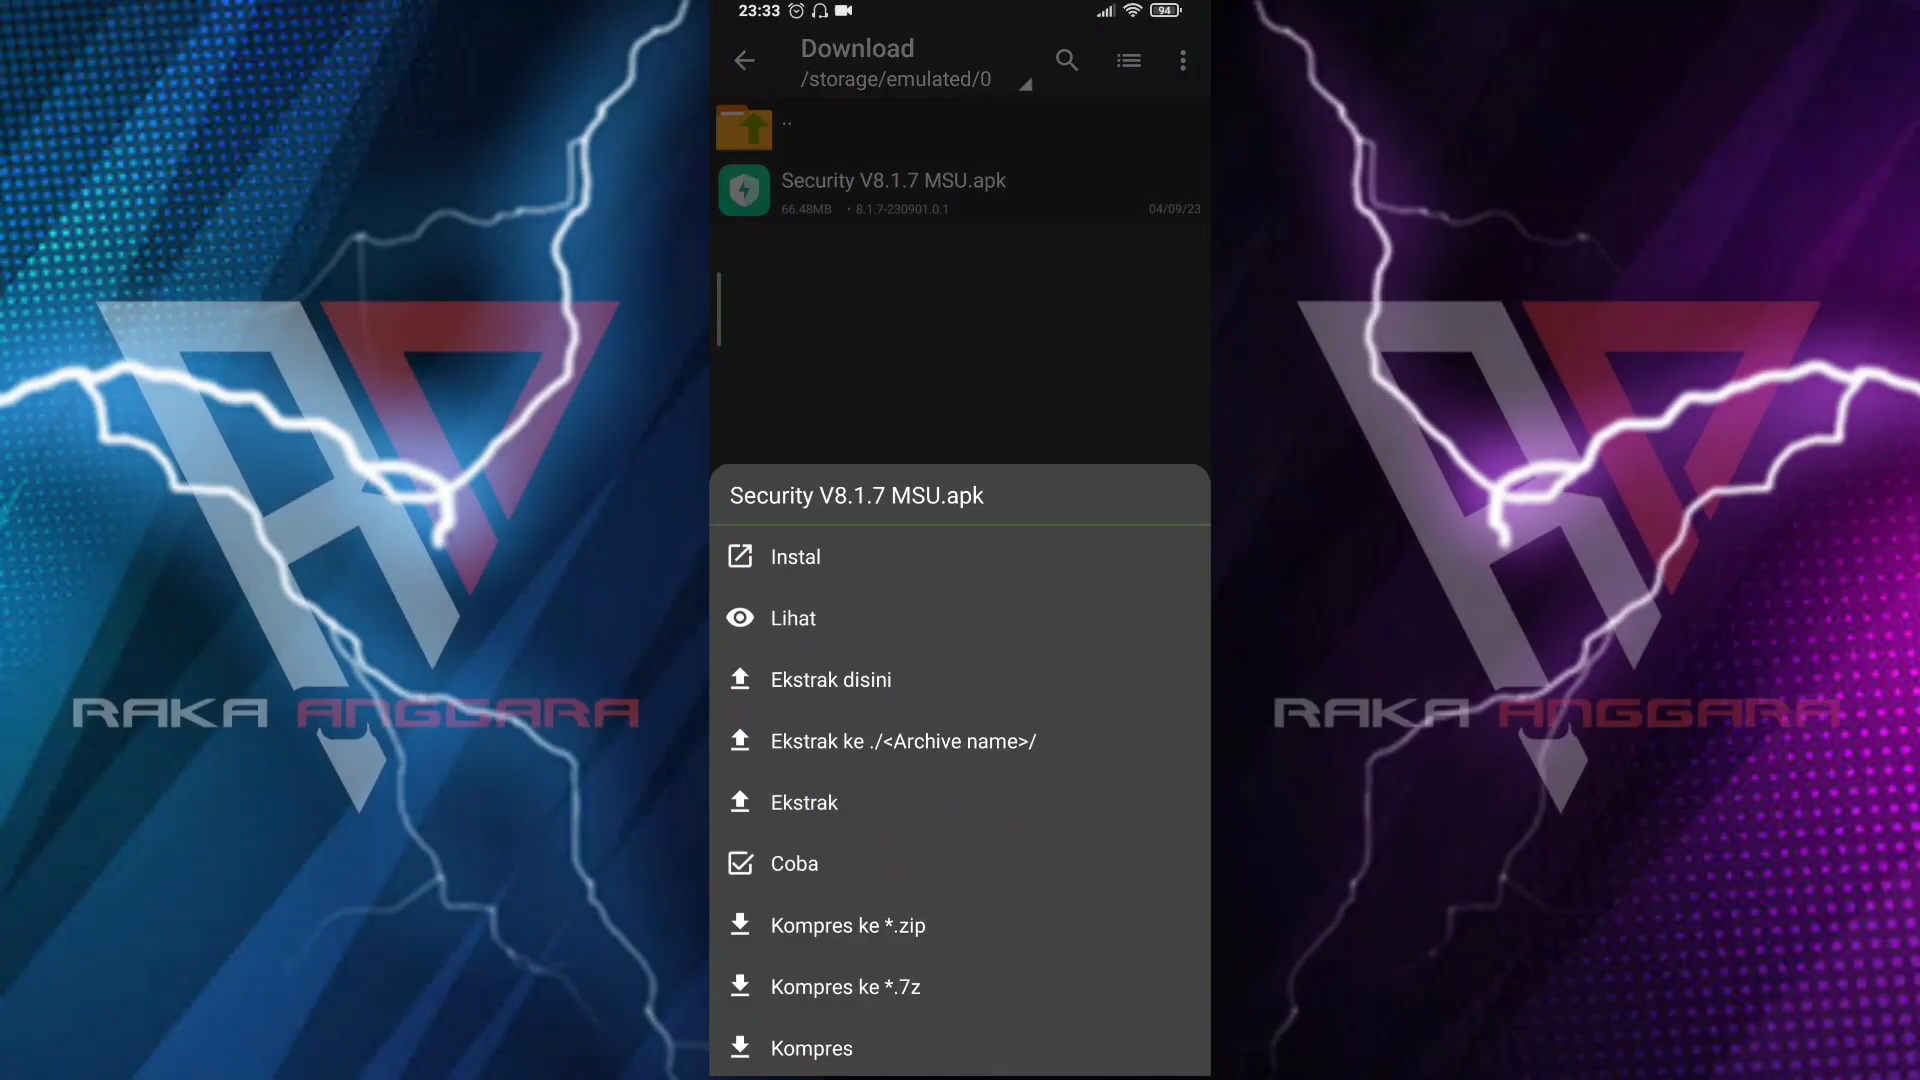 23:33
94
Download
/storage/emulated/0
..
Security V8.1.7 MSU.apk
66.48MB • 8.1.7-230901.0.1 04/09/23
Security V8.1.7 MSU.apk
Instal
Lihat
Ekstrak disini
Ekstrak ke ./<Archive name>/
Ekstrak
Coba
Kompres ke *.zip
Kompres ke *.7z
Kompres
RAKA ANGGARA
RAKA ANGGARA